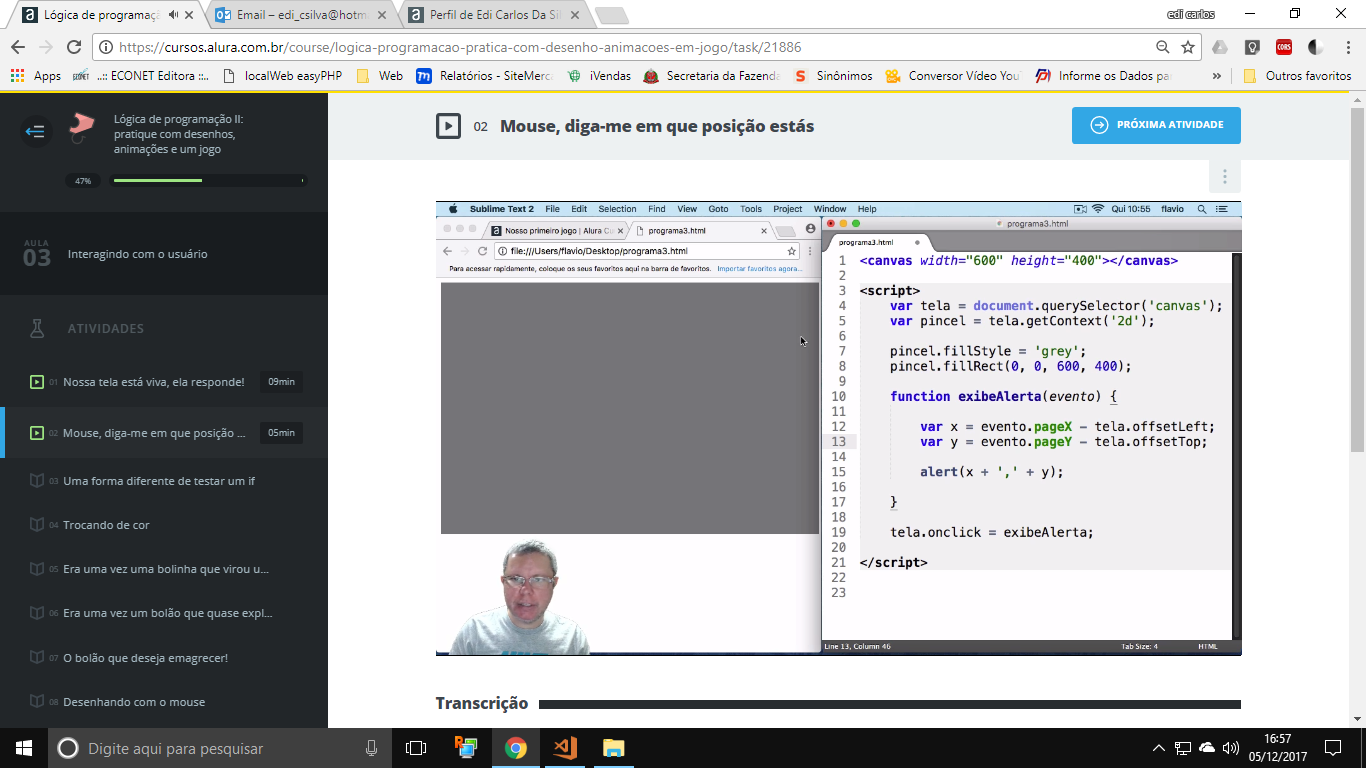 Lógica de programaçã
Email – edi_csilva@hotm
Perfil de Edi Carlos Da Sil
edi carlos
https://cursos.alura.com.br/course/logica-programacao-pratica-com-desenho-animacoes-em-jogo/task/21886
Apps
ECONET
..:: ECONET Editora ::..
localWeb easyPHP
Web
Relatórios - SiteMerc
iVendas
Secretaria da Fazenda
Sinônimos
Conversor Vídeo You
Informe os Dados pa
»
Outros favoritos
CORS
Lógica de programação II:
pratique com desenhos,
animações e um jogo
47%
AULA
03
Interagindo com o usuário
ATIVIDADES
01 Nossa tela está viva, ela responde! 09min
02 Mouse, diga-me em que posição ... 05min
03 Uma forma diferente de testar um if
04 Trocando de cor
05 Era uma vez uma bolinha que virou u...
06 Era uma vez um bolão que quase expl...
07 O bolão que deseja emagrecer!
08 Desenhando com o mouse
02 Mouse, diga-me em que posição estás
PRÓXIMA ATIVIDADE
Sublime Text 2 File Edit Selection Find View Goto Tools Project Window Help
Qui 10:55 flavio
Nosso primeiro jogo | Alura Cu
programa3.html
file:///Users/flavio/Desktop/programa3.html
Para acessar rapidamente, coloque os seus favoritos aqui na barra de favoritos. Importar favoritos agora...
programa3.html
programa3.html
1 <canvas width="600" height="400"></canvas>
2
3 <script>
4 var tela = document.querySelector('canvas');
5 var pincel = tela.getContext('2d');
6
7 pincel.fillStyle = 'grey';
8 pincel.fillRect(0, 0, 600, 400);
9
10 function exibeAlerta(evento) {
11
12 var x = evento.pageX - tela.offsetLeft;
13 var y = evento.pageY - tela.offsetTop;
14
15 alert(x + ',' + y);
16
17 }
18
19 tela.onclick = exibeAlerta;
20
21 </script>
22
23
Line 13, Column 46
Tab Size: 4
HTML
Transcrição
Digite aqui para pesquisar
16:57
05/12/2017